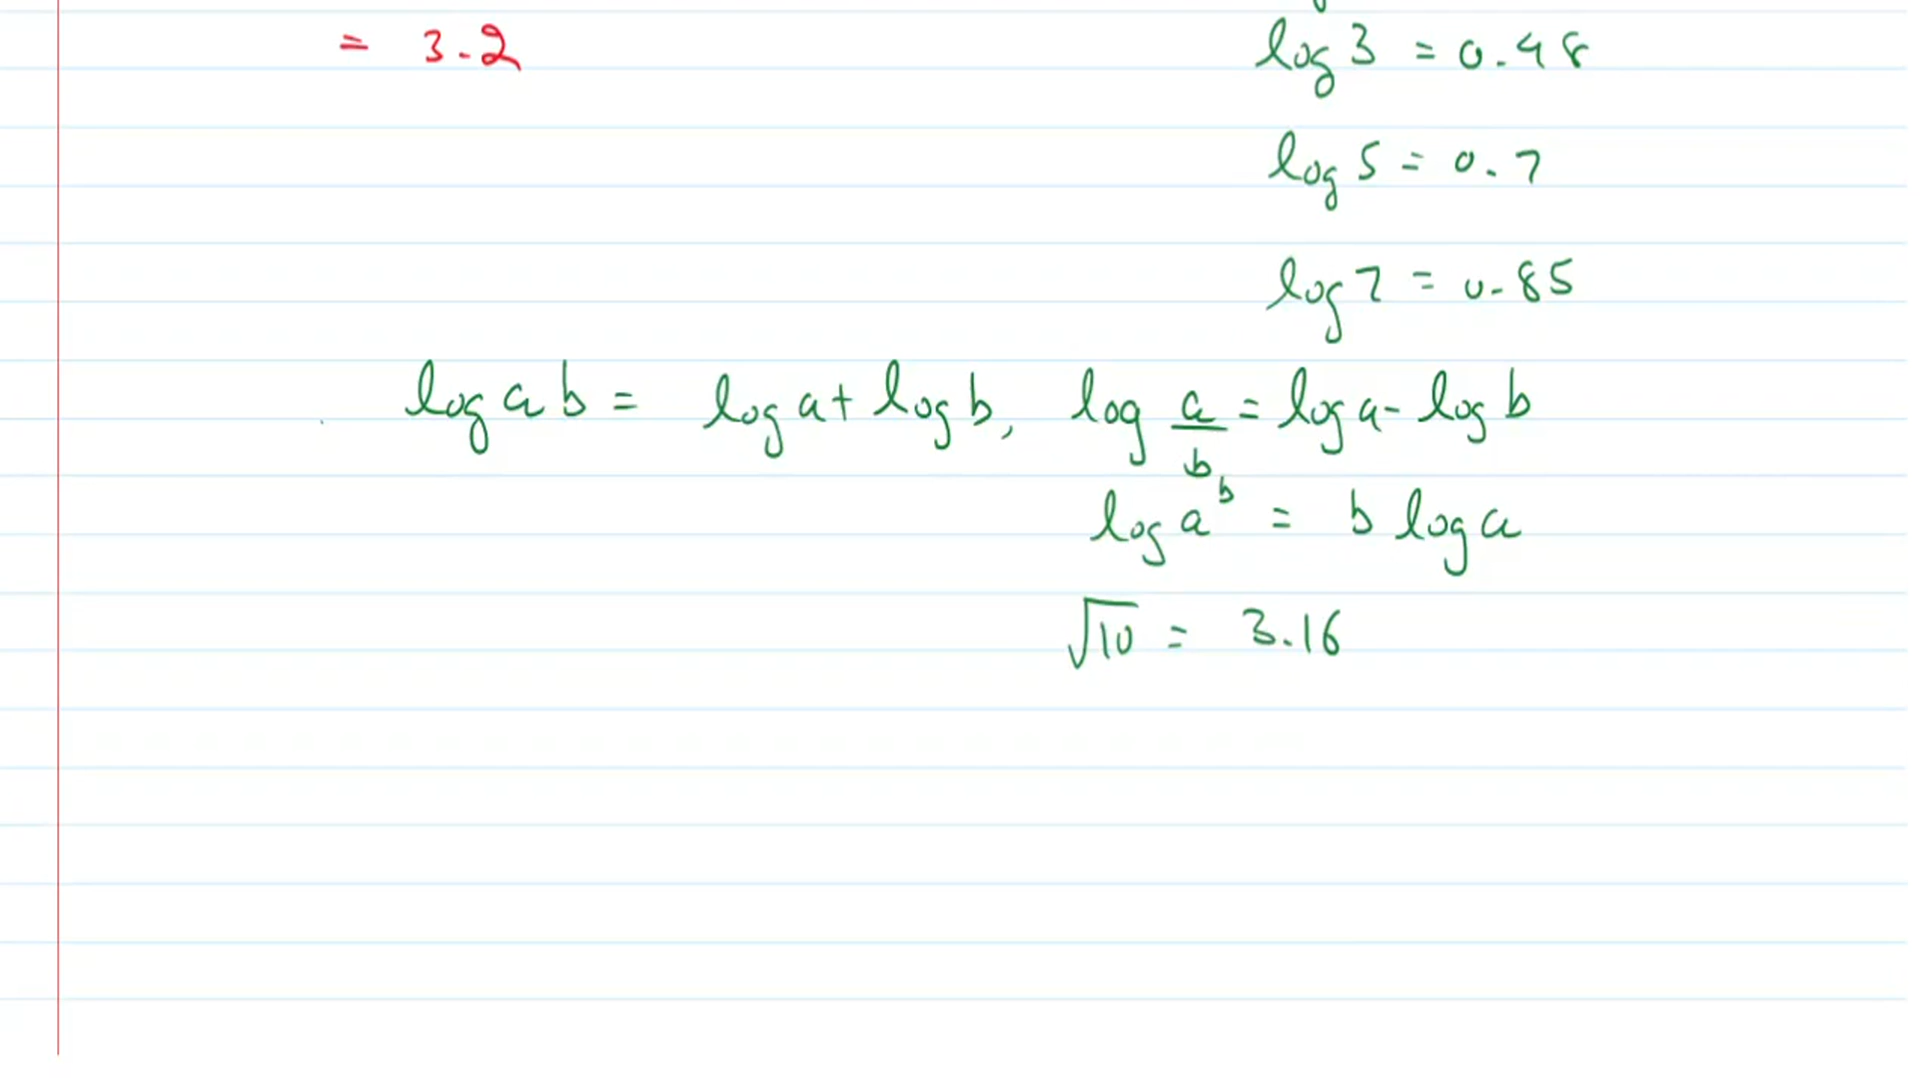 = 3.2
log 3 = 0.48
log 5 = 0.7
log 7 = 0.85
log ab = log a + log b, log a/b = log a - log b
log a^b = b log a
√10 = 3.16